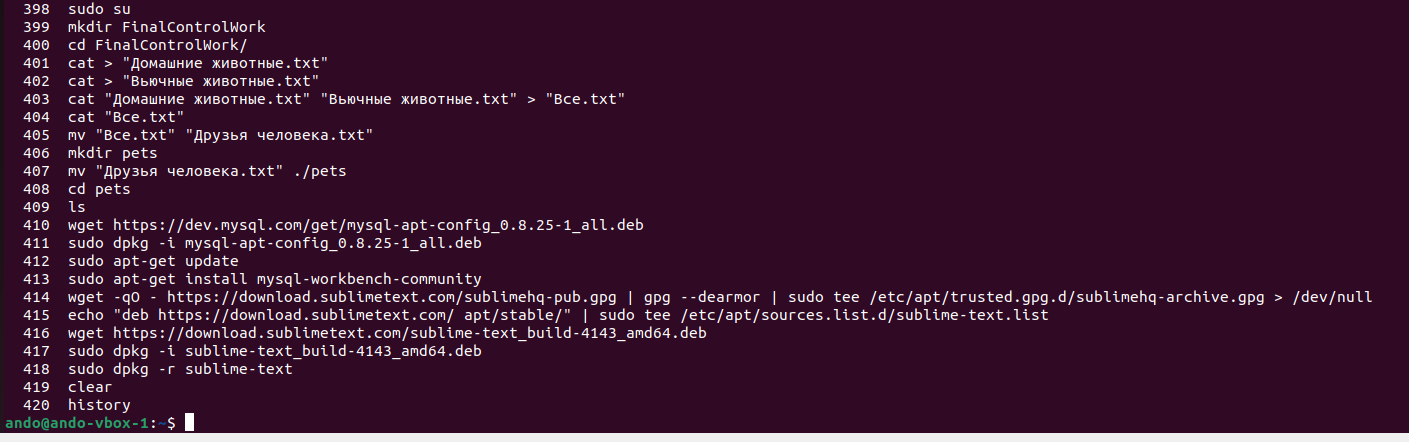 398 sudo su
399 mkdir FinalControlWork
400 cd FinalControlWork/
401 cat > "Домашние животные.txt"
402 cat > "Вьючные животные.txt"
403 cat "Домашние животные.txt" "Вьючные животные.txt" > "Все.txt"
404 cat "Все.txt"
405 mv "Все.txt" "Друзья человека.txt"
406 mkdir pets
407 mv "Друзья человека.txt" ./pets
408 cd pets
409 ls
410 wget https://dev.mysql.com/get/mysql-apt-config_0.8.25-1_all.deb
411 sudo dpkg -i mysql-apt-config_0.8.25-1_all.deb
412 sudo apt-get update
413 sudo apt-get install mysql-workbench-community
414 wget -qO - https://download.sublimetext.com/sublimehq-pub.gpg | gpg --dearmor | sudo tee /etc/apt/trusted.gpg.d/sublimehq-archive.gpg > /dev/null
415 echo "deb https://download.sublimetext.com/ apt/stable/" | sudo tee /etc/apt/sources.list.d/sublime-text.list
416 wget https://download.sublimetext.com/sublime-text_build-4143_amd64.deb
417 sudo dpkg -i sublime-text_build-4143_amd64.deb
418 sudo dpkg -r sublime-text
419 clear
420 history
ando@ando-vbox-1:~$